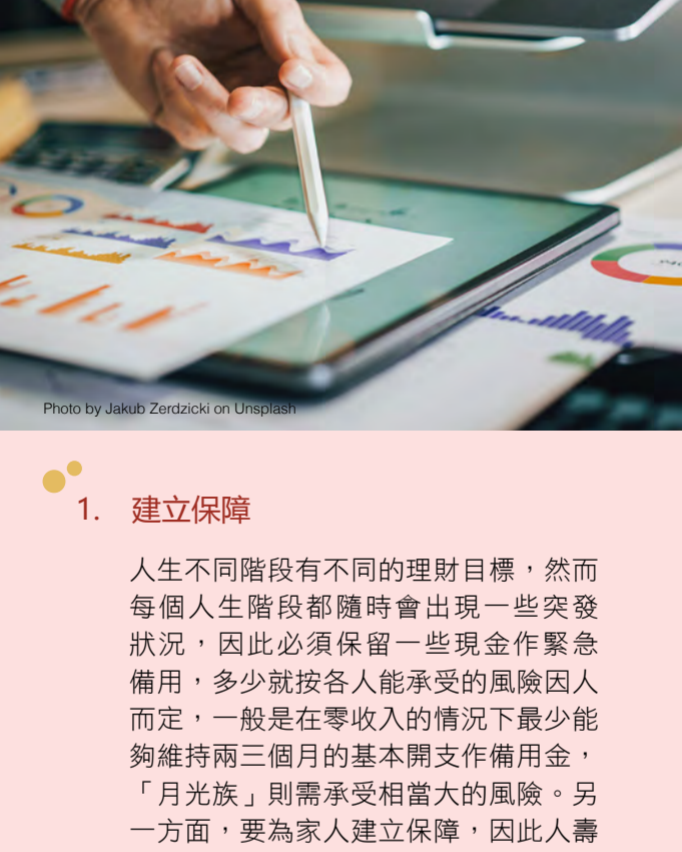 Photo by Jakub Zerdzicki on Unsplash
1. 建立保障
人生不同階段有不同的理財目標，然而
每個人生階段都隨時會出現一些突發
狀況，因此必須保留一些現金作緊急
備用，多少就按各人能承受的風險因人
而定，一般是在零收入的情況下最少能
夠維持兩三個月的基本開支作備用金，
「月光族」則需承受相當大的風險。另
一方面，要為家人建立保障，因此人壽